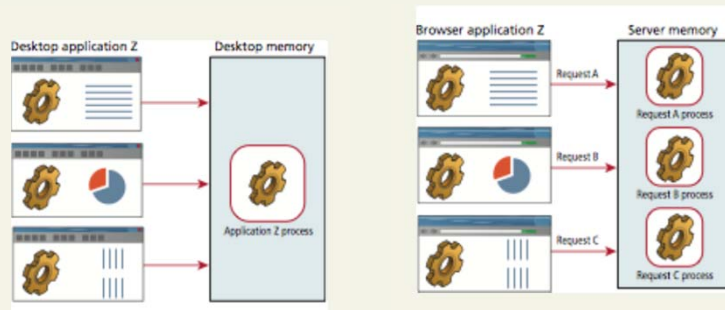 Desktop application Z
Desktop memory
Application Z process
Browser application Z
Server memory
Request A
Request A process
Request B
Request B process
Request C
Request C process